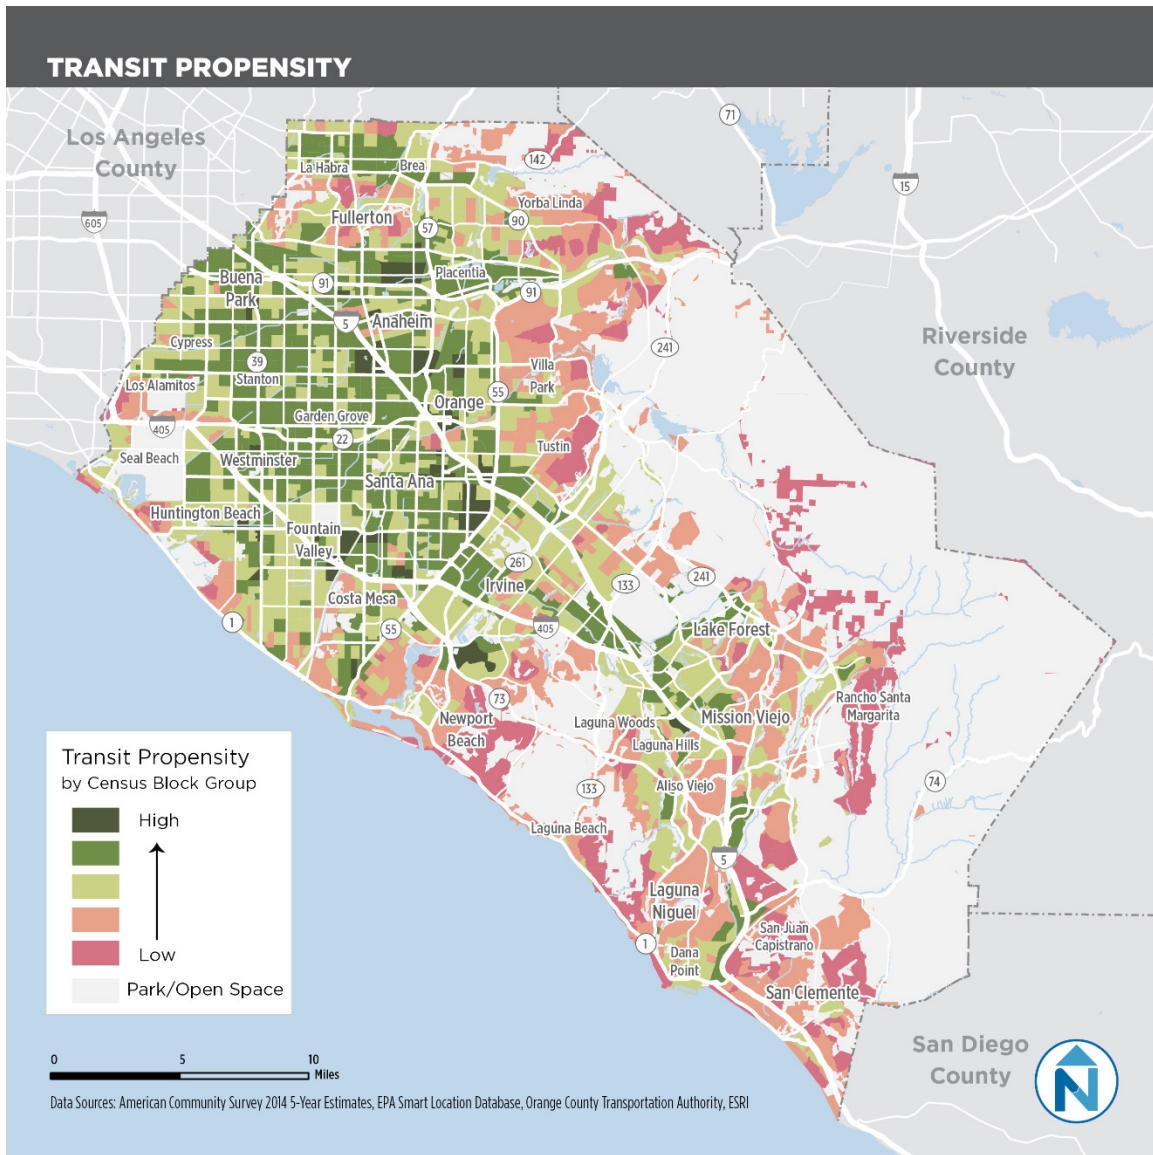 TRANSIT PROPENSITY
Los Angeles
County
71
142
15
605
La Habra
Brea
Yorba Linda
Fullerton
90
57
Placentia
Buena
Park
91
91
5
Anaheim
Riverside
County
Cypress
241
39
Villa
Park
Los Alamitos
Stanton
55
Orange
Garden Grove
405
22
Tustin
Seal Beach
Westminster
Santa Ana
Huntington Beach
Fountain
Valley
261
Irvine
133
241
Costa Mesa
1
55
405
Lake Forest
73
Rancho Santa
Margarita
Newport
Beach
Laguna Woods
Mission Viejo
Laguna Hills
Aliso Viejo
133
74
Laguna Beach
5
Laguna
Niguel
San Juan
Capistrano
1
Dana
Point
San Clemente
San Diego
County
Transit Propensity
by Census Block Group
High
Low
Park/Open Space
0 5 10
Miles
N
Data Sources: American Community Survey 2014 5-Year Estimates, EPA Smart Location Database, Orange County Transportation Authority, ESRI